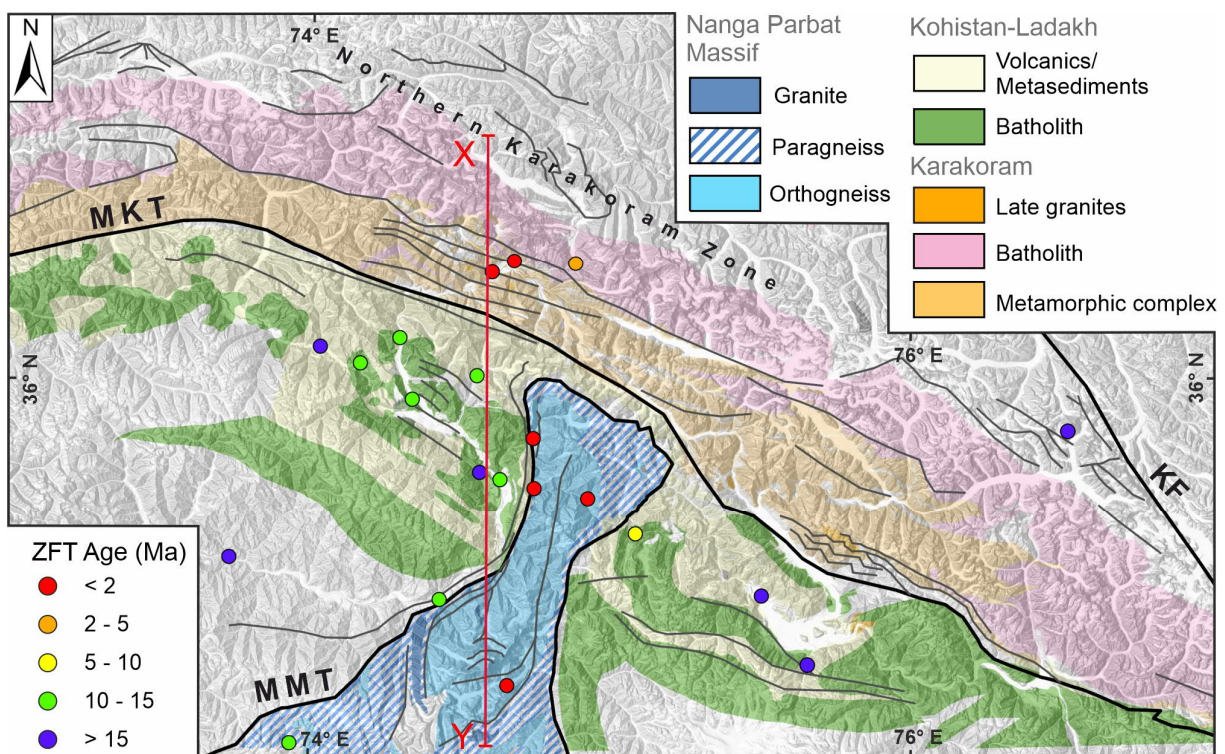 N
74° E
Northern Karakoram Zone
X
MKT
Nanga Parbat
Massif
Granite
Paragneiss
Orthogneiss
Kohistan-Ladakh
Volcanics/
Metasediments
Batholith
Karakoram
Late granites
Batholith
Metamorphic complex
36° N
76° E
36° N
KF
ZFT Age (Ma)
< 2
2 - 5
5 - 10
10 - 15
> 15
MMT
Y
74° E
76° E